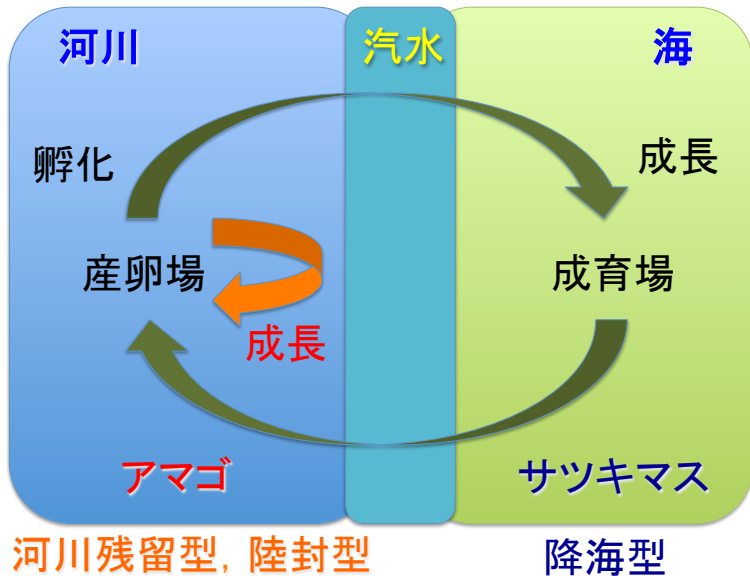 河川
汽水
海
孵化
成長
産卵場
成育場
成長
アマゴ
サツキマス
河川残留型, 陸封型
降海型